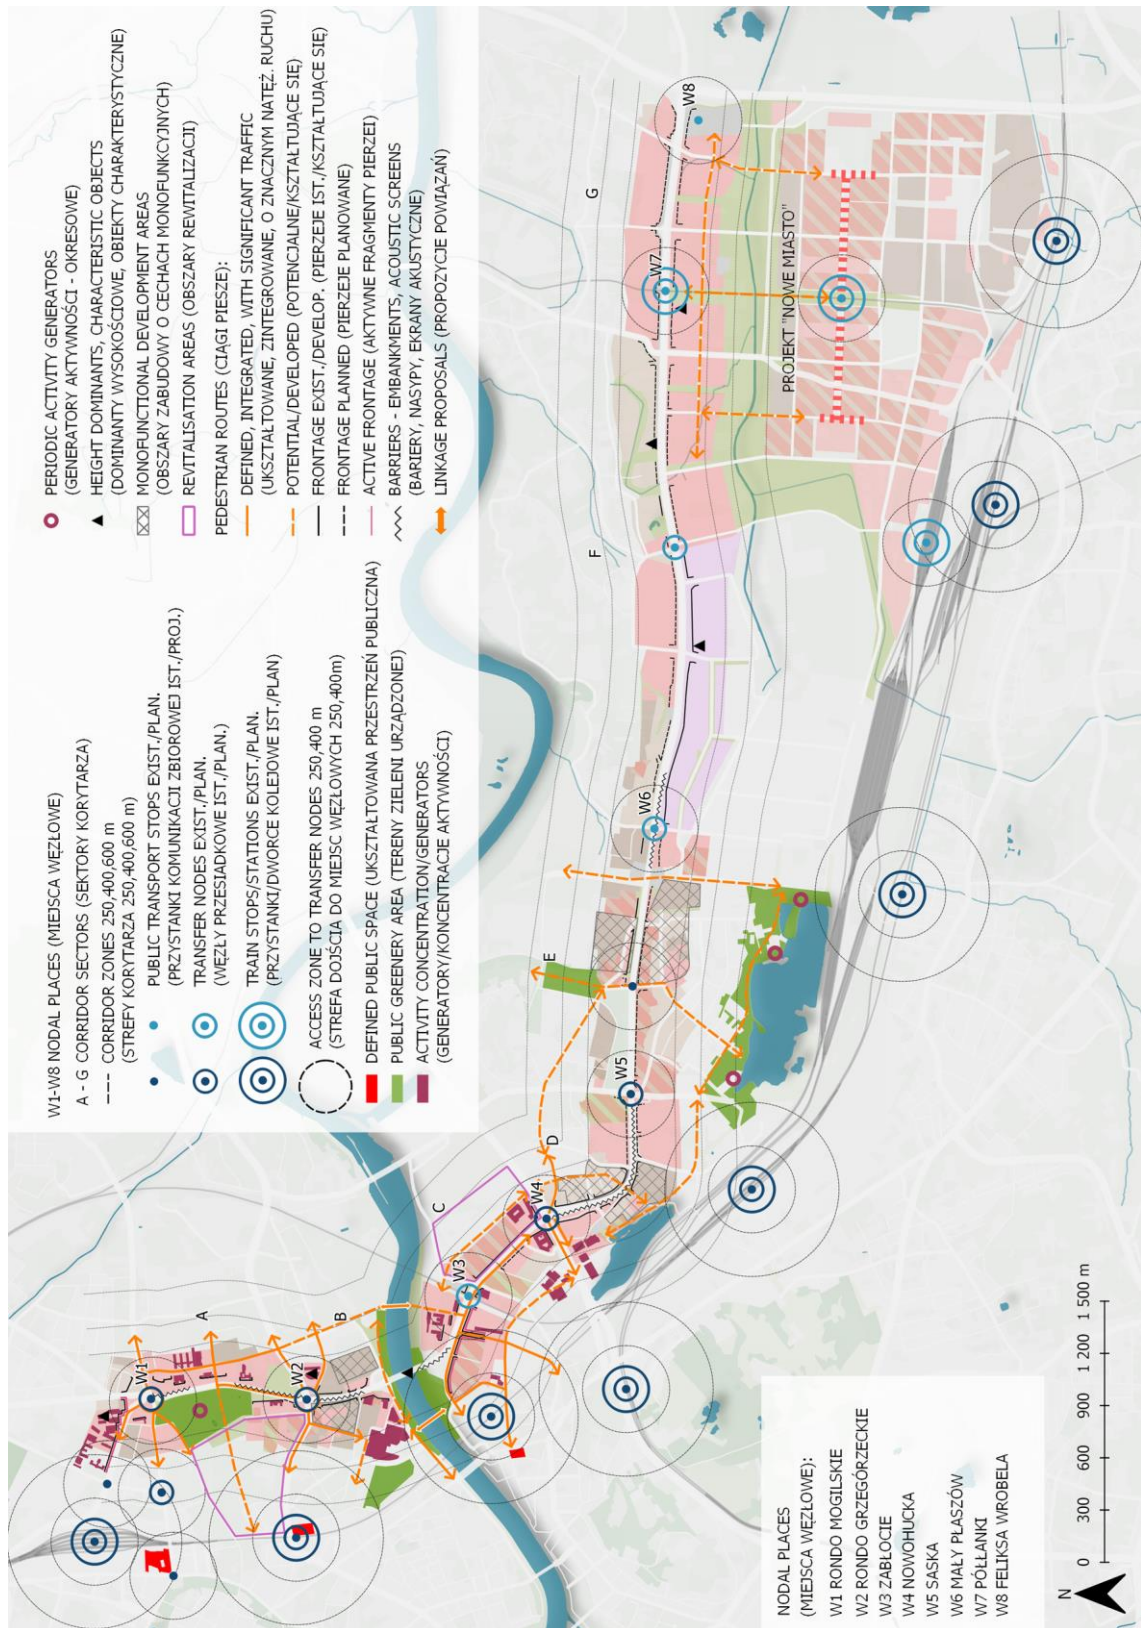 W1-W8 NODAL PLACES (MIEJSCA WĘZŁOWE)
A - G CORRIDOR SECTORS (SEKTORY KORYTARZA)
CORRIDOR ZONES 250,400,600 m
(STREFY KORYTARZA 250,400,600 m)
PUBLIC TRANSPORT STOPS EXIST./PLAN.
(PRZYSTANKI KOMUNIKACJI ZBIOROWEJ IST./PROJ.)
TRANSFER NODES EXIST./PLAN.
(WĘZŁY PRZESIADKOWE IST./PLAN.)
TRAIN STOPS/STATIONS EXIST./PLAN.
(PRZYSTANKI/DWORCE KOLEJOWE IST./PLAN)
ACCESS ZONE TO TRANSFER NODES 250,400 m
(STREFA DOJŚCIA DO MIEJSC WĘZŁOWYCH 250,400m)
DEFINED PUBLIC SPACE (UKSZTAŁTOWANA PRZESTRZEŃ PUBLICZNA)
PUBLIC GREENERY AREA (TERENY ZIELENI URZĄDZONEJ)
ACTIVITY CONCENTRATION/GENERATORS
(GENERATORY/KONCENTRACJE AKTYWNOŚCI)
PERIODIC ACTIVITY GENERATORS
(GENERATORY AKTYWNOŚCI - OKRESOWE)
HEIGHT DOMINANTS, CHARACTERISTIC OBJECTS
(DOMINANTY WYSOKOŚCIOWE, OBIEKTY CHARAKTERYSTYCZNE)
MONOFUNCTIONAL DEVELOPMENT AREAS
(OBSZARY ZABUDOWY O CECHACH MONOFUNKCYJNYCH)
REVITALISATION AREAS (OBSZARY REWITALIZACJI)
PEDESTRIAN ROUTES (CIĄGI PIESZE):
DEFINED, INTEGRATED, WITH SIGNIFICANT TRAFFIC
(UKSZTAŁTOWANE, ZINTEGROWANE, O ZNACZNYM NATĘŻ. RUCHU)
POTENTIAL/DEVELOPED (POTENCJALNE/KSZTAŁTUJĄCE SIĘ)
FRONTAGE EXIST./DEVELOP. (PIERZEJE IST./KSZTAŁTUJĄCE SIĘ)
FRONTAGE PLANNED (PIERZEJE PLANOWANE)
ACTIVE FRONTAGE (AKTYWNE FRAGMENTY PIERZEI)
BARRIERS - EMBANKMENTS, ACOUSTIC SCREENS
(BARIERY, NASYPY, EKRANY AKUSTYCZNE)
LINKAGE PROPOSALS (PROPOZYCJE POWIĄZAŃ)
W1
A
W2
B
W3
C
W4
D
W5
E
W6
F
W7
G
W8
PROJEKT "NOWE MIASTO"
NODAL PLACES
(MIEJSCA WĘZŁOWE):
W1 RONDO MOGILSKIE
W2 RONDO GRZEGÓRZECKIE
W3 ZABŁOCIE
W4 NOWOHUCKA
W5 SASKA
W6 MAŁY PŁASZÓW
W7 PÓŁŁANKI
W8 FELIKSA WROBELA
N
0 300 600 900 1 200 1 500 m